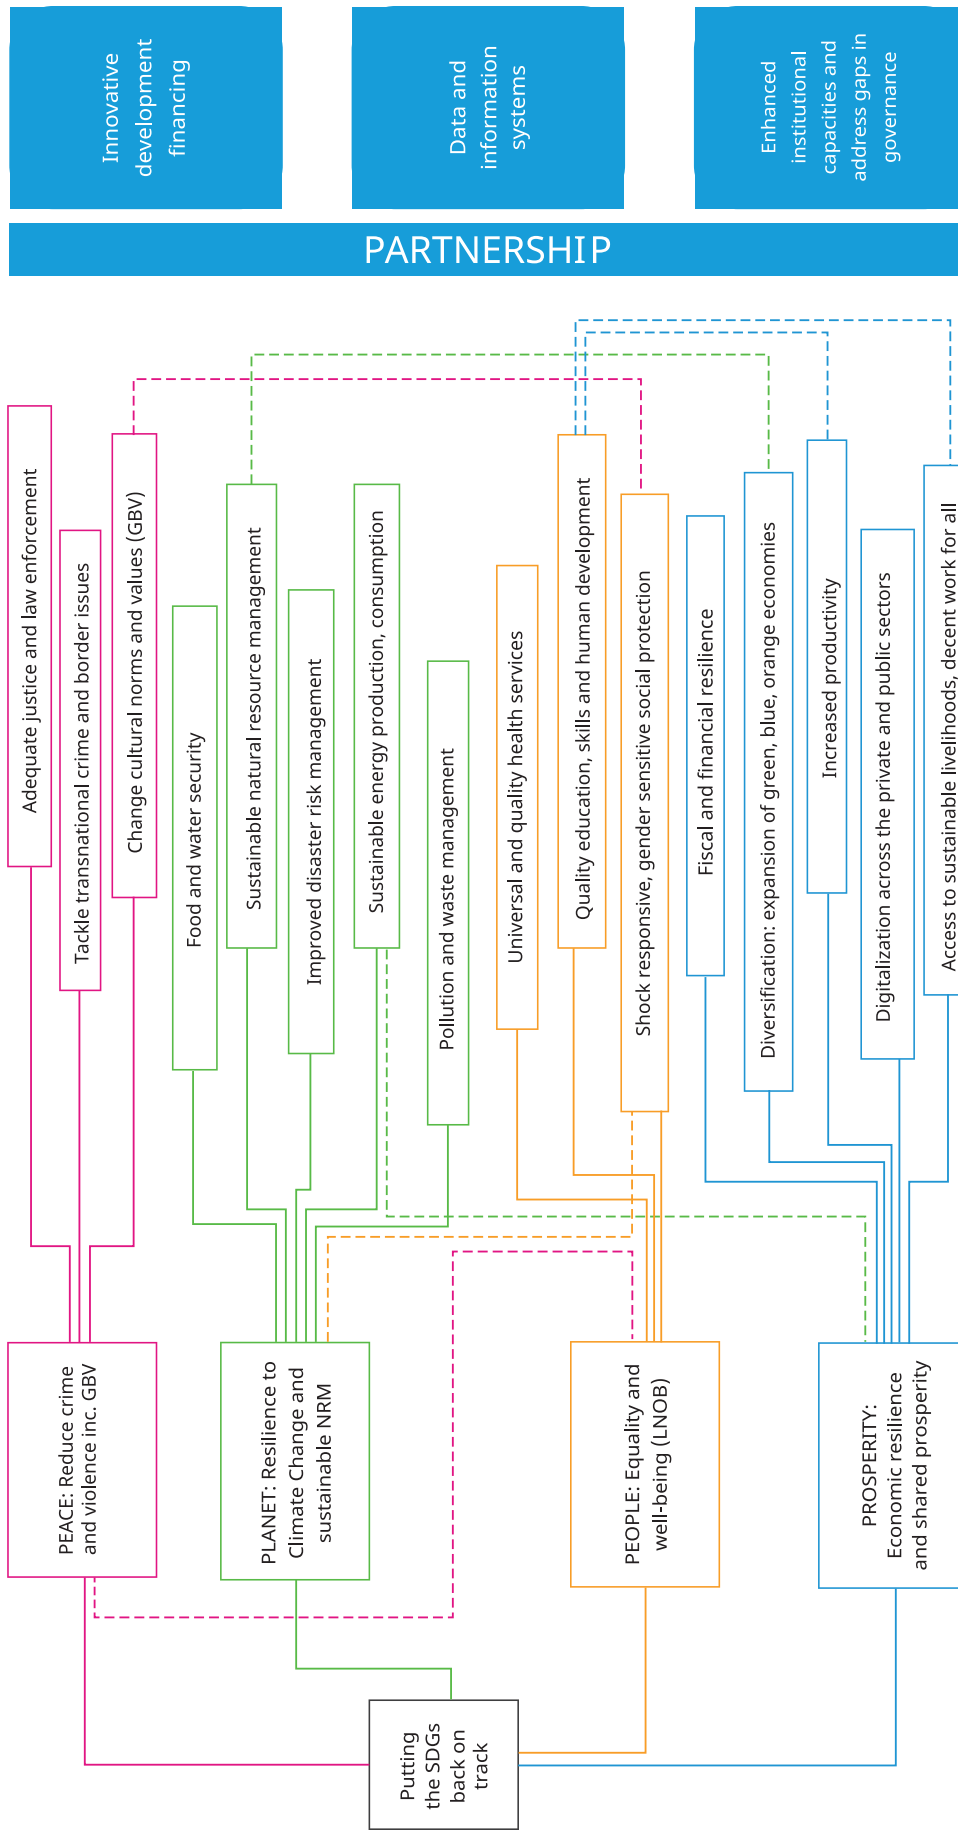 Innovative
development
financing
Data and
information
systems
Enhanced
institutional
capacities and
address gaps in
governance
PARTNERSHIP
Adequate justice and law enforcement
Tackle transnational crime and border issues
Change cultural norms and values (GBV)
Food and water security
Sustainable natural resource management
Improved disaster risk management
Sustainable energy production, consumption
Pollution and waste management
Universal and quality health services
Quality education, skills and human development
Shock responsive, gender sensitive social protection
Fiscal and financial resilience
Diversification: expansion of green, blue, orange economies
Increased productivity
Digitalization across the private and public sectors
Access to sustainable livelihoods, decent work for all
PEACE: Reduce crime
and violence inc. GBV
PLANET: Resilience to
Climate Change and
sustainable NRM
PEOPLE: Equality and
well-being (LNOB)
PROSPERITY:
Economic resilience
and shared prosperity
Putting
the SDGs
back on
track